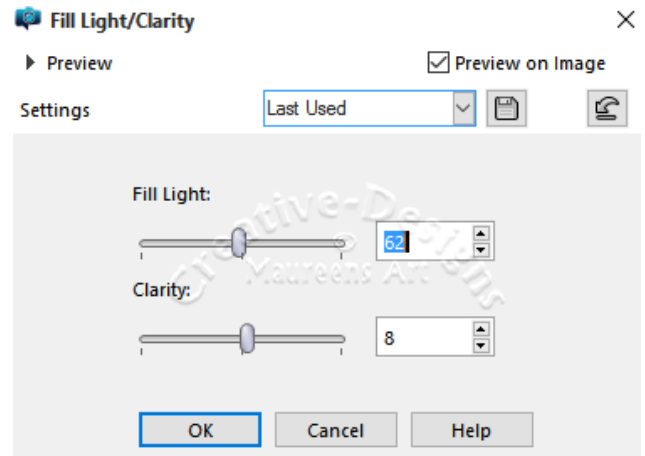 Fill Light/Clarity
Preview
Preview on Image
Settings
Last Used
Fill Light:
62
Creative-Designs
©
Maureens Art
Clarity:
8
OK
Cancel
Help